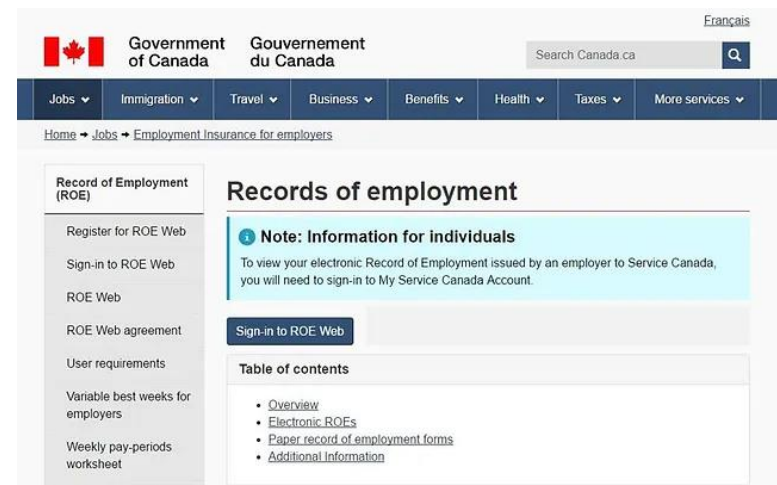 Français
Government of Canada
Gouvernement du Canada
Search Canada.ca
Jobs Immigration Travel Business Benefits Health Taxes More services
Home ➔ Jobs ➔ Employment Insurance for employers
Record of Employment
(ROE)
Register for ROE Web
Sign-in to ROE Web
ROE Web
ROE Web agreement
User requirements
Variable best weeks for
employers
Weekly pay-periods
worksheet
Records of employment
Note: Information for individuals
To view your electronic Record of Employment issued by an employer to Service Canada,
you will need to sign-in to My Service Canada Account.
Sign-in to ROE Web
Table of contents
• Overview
• Electronic ROEs
• Paper record of employment forms
• Additional Information